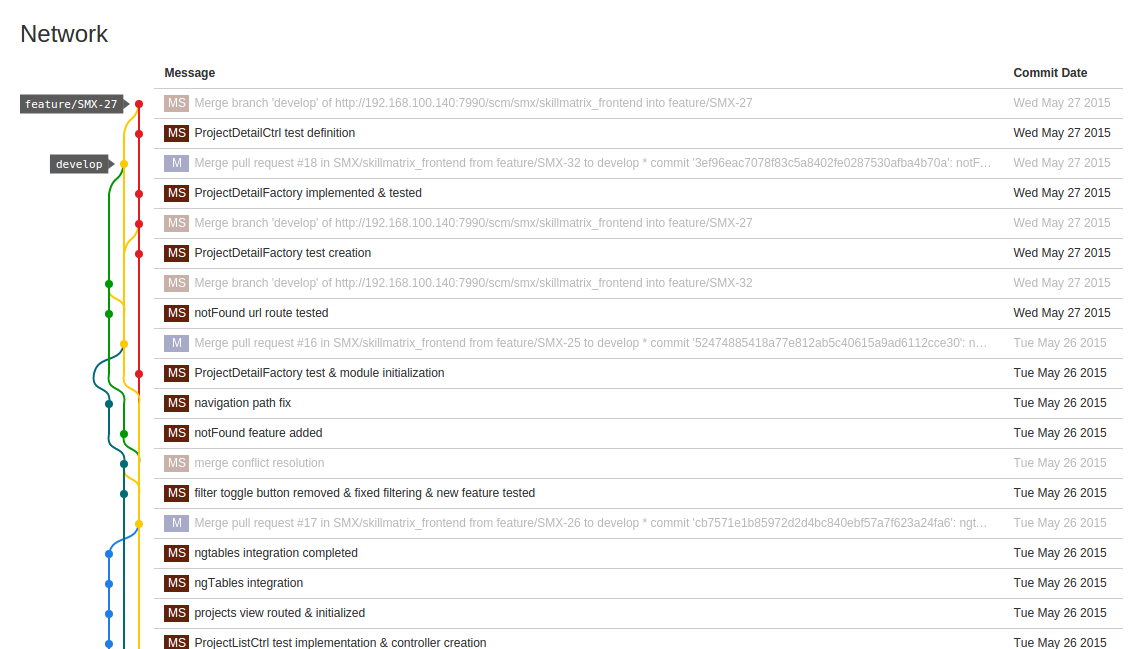 Network
Message Commit Date
feature/SMX-27 MS Merge branch 'develop' of http://192.168.100.140:7990/scm/smx/skillmatrix_frontend into feature/SMX-27 Wed May 27 2015
MS ProjectDetailCtrl test definition Wed May 27 2015
develop M Merge pull request #18 in SMX/skillmatrix_frontend from feature/SMX-32 to develop * commit '3ef96eac7078f83c5a8402fe0287530afba4b70a': notF... Wed May 27 2015
MS ProjectDetailFactory implemented & tested Wed May 27 2015
MS Merge branch 'develop' of http://192.168.100.140:7990/scm/smx/skillmatrix_frontend into feature/SMX-27 Wed May 27 2015
MS ProjectDetailFactory test creation Wed May 27 2015
MS Merge branch 'develop' of http://192.168.100.140:7990/scm/smx/skillmatrix_frontend into feature/SMX-32 Wed May 27 2015
MS notFound url route tested Wed May 27 2015
M Merge pull request #16 in SMX/skillmatrix_frontend from feature/SMX-25 to develop * commit '52474885418a77e812ab5c40615a9ad6112cce30': n... Tue May 26 2015
MS ProjectDetailFactory test & module initialization Tue May 26 2015
MS navigation path fix Tue May 26 2015
MS notFound feature added Tue May 26 2015
MS merge conflict resolution Tue May 26 2015
MS filter toggle button removed & fixed filtering & new feature tested Tue May 26 2015
M Merge pull request #17 in SMX/skillmatrix_frontend from feature/SMX-26 to develop * commit 'cb7571e1b85972d2d4bc840ebf57a7f623a24fa6': ngt... Tue May 26 2015
MS ngtables integration completed Tue May 26 2015
MS ngTables integration Tue May 26 2015
MS projects view routed & initialized Tue May 26 2015
MS ProjectListCtrl test implementation & controller creation Tue May 26 2015